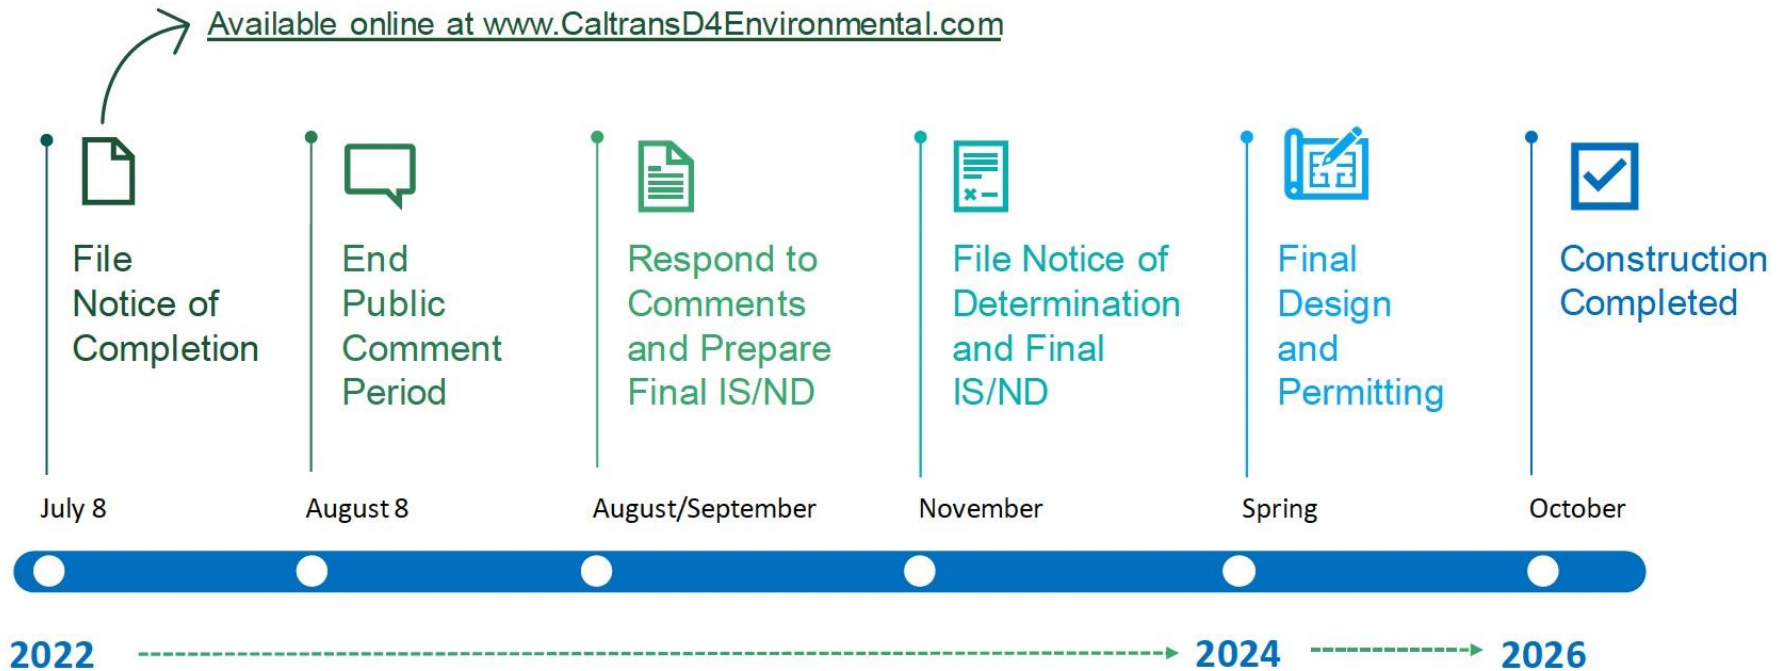 Available online at www.CaltransD4Environmental.com
File
Notice of
Completion
End
Public
Comment
Period
Respond to
Comments
and Prepare
Final IS/ND
File Notice of
Determination
and Final
IS/ND
Final
Design
and
Permitting
Construction
Completed
July 8
August 8
August/September
November
Spring
October
2022
2024
2026